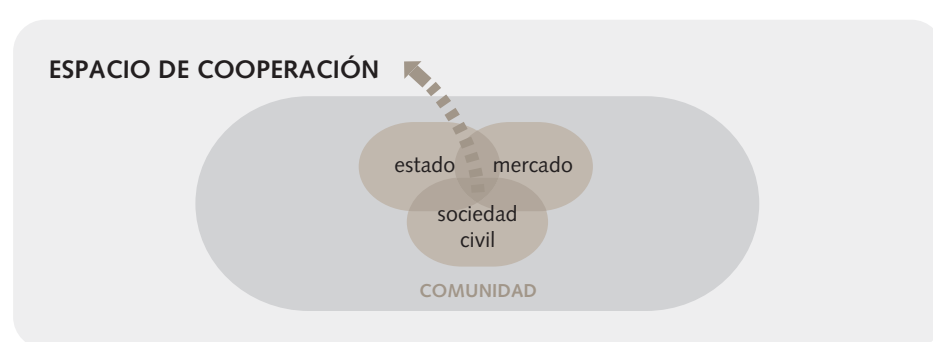 ESPACIO DE COOPERACIÓN
estado mercado
sociedad
civil
COMUNIDAD